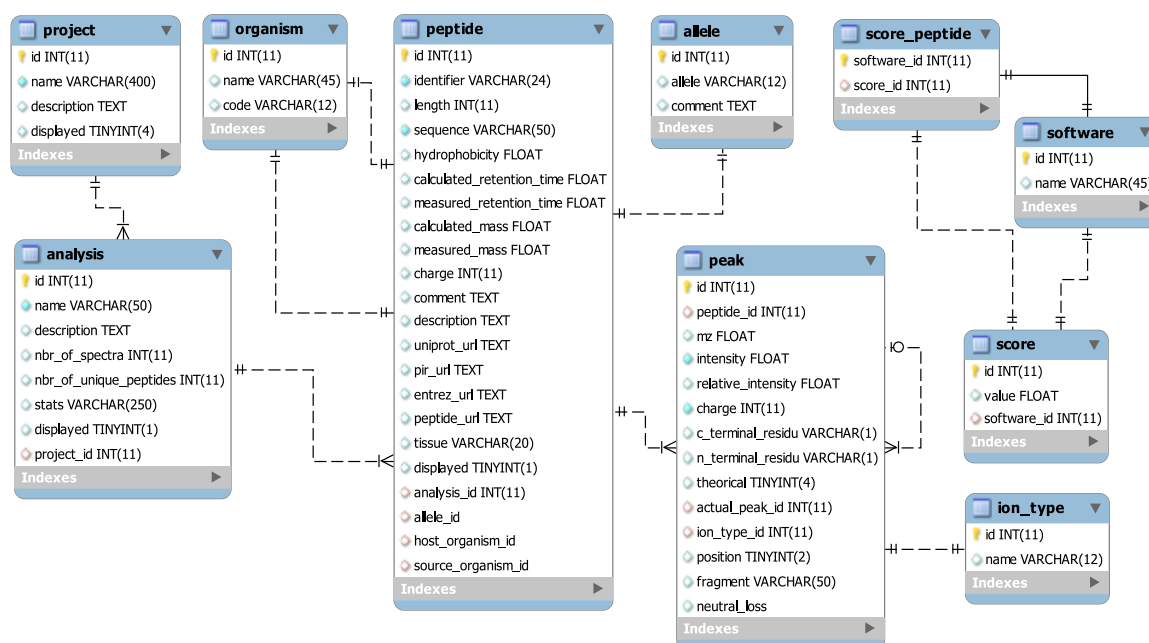 project
id INT(11)
name VARCHAR(400)
description TEXT
displayed TINYINT(4)
Indexes
organism
id INT(11)
name VARCHAR(45)
code VARCHAR(12)
Indexes
peptide
id INT(11)
identifier VARCHAR(24)
length INT(11)
sequence VARCHAR(50)
hydrophobicity FLOAT
calculated_retention_time FLOAT
measured_retention_time FLOAT
calculated_mass FLOAT
measured_mass FLOAT
charge INT(11)
comment TEXT
description TEXT
uniprot_url TEXT
pir_url TEXT
entrez_url TEXT
peptide_url TEXT
tissue VARCHAR(20)
displayed TINYINT(1)
analysis_id INT(11)
allele_id
host_organism_id
source_organism_id
Indexes
allele
id INT(11)
allele VARCHAR(12)
comment TEXT
Indexes
score_peptide
software_id INT(11)
score_id INT(11)
Indexes
software
id INT(11)
name VARCHAR(45)
Indexes
analysis
id INT(11)
name VARCHAR(50)
description TEXT
nbr_of_spectra INT(11)
nbr_of_unique_peptides INT(11)
stats VARCHAR(250)
displayed TINYINT(1)
project_id INT(11)
Indexes
peak
id INT(11)
peptide_id INT(11)
mz FLOAT
intensity FLOAT
relative_intensity FLOAT
charge INT(11)
c_terminal_residu VARCHAR(1)
n_terminal_residu VARCHAR(1)
theorical TINYINT(4)
actual_peak_id INT(11)
ion_type_id INT(11)
position TINYINT(2)
fragment VARCHAR(50)
neutral_loss
Indexes
score
id INT(11)
value FLOAT
software_id INT(11)
Indexes
ion_type
id INT(11)
name VARCHAR(12)
Indexes